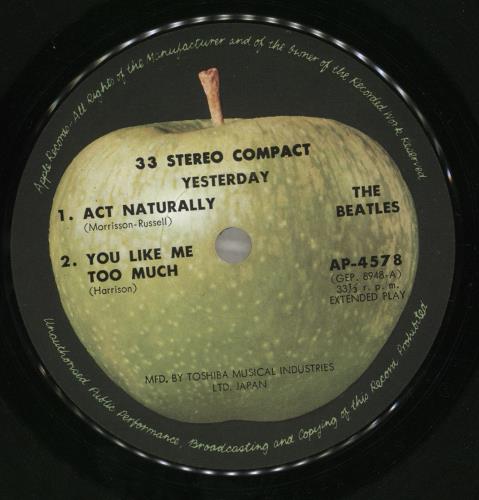 Apple Records - All Rights of the Manufacturer and of the Owner of the Recorded Work Reserved
33 STEREO COMPACT
YESTERDAY
1. ACT NATURALLY
(Morrisson-Russell)
THE
BEATLES
2. YOU LIKE ME
TOO MUCH
(Harrison)
AP-4578
(GEP. 8948-A)
33⅓ r. p. m.
EXTENDED PLAY
MFD. BY TOSHIBA MUSICAL INDUSTRIES
LTD. JAPAN
Unauthorized Public Performance, Broadcasting and Copying of this Record Prohibited